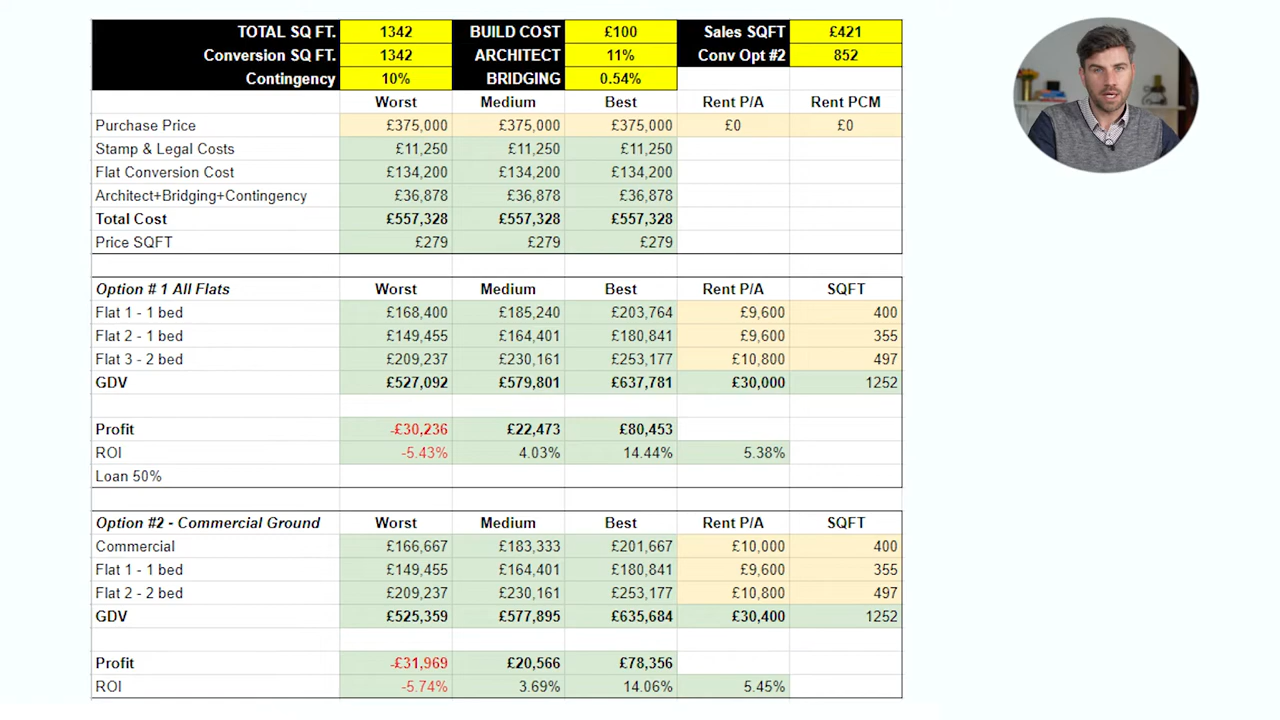 TOTAL SQ FT. 1342 BUILD COST £100 Sales SQFT £421
Conversion SQ FT. 1342 ARCHITECT 11% Conv Opt #2 852
Contingency 10% BRIDGING 0.54%
Worst Medium Best Rent P/A Rent PCM
Purchase Price £375,000 £375,000 £375,000 £0 £0
Stamp & Legal Costs £11,250 £11,250 £11,250
Flat Conversion Cost £134,200 £134,200 £134,200
Architect+Bridging+Contingency £36,878 £36,878 £36,878
Total Cost £557,328 £557,328 £557,328
Price SQFT £279 £279 £279
Option # 1 All Flats Worst Medium Best Rent P/A SQFT
Flat 1 - 1 bed £168,400 £185,240 £203,764 £9,600 400
Flat 2 - 1 bed £149,455 £164,401 £180,841 £9,600 355
Flat 3 - 2 bed £209,237 £230,161 £253,177 £10,800 497
GDV £527,092 £579,801 £637,781 £30,000 1252
Profit -£30,236 £22,473 £80,453
ROI -5.43% 4.03% 14.44% 5.38%
Loan 50%
Option #2 - Commercial Ground Worst Medium Best Rent P/A SQFT
Commercial £166,667 £183,333 £201,667 £10,000 400
Flat 1 - 1 bed £149,455 £164,401 £180,841 £9,600 355
Flat 2 - 2 bed £209,237 £230,161 £253,177 £10,800 497
GDV £525,359 £577,895 £635,684 £30,400 1252
Profit -£31,969 £20,566 £78,356
ROI -5.74% 3.69% 14.06% 5.45%